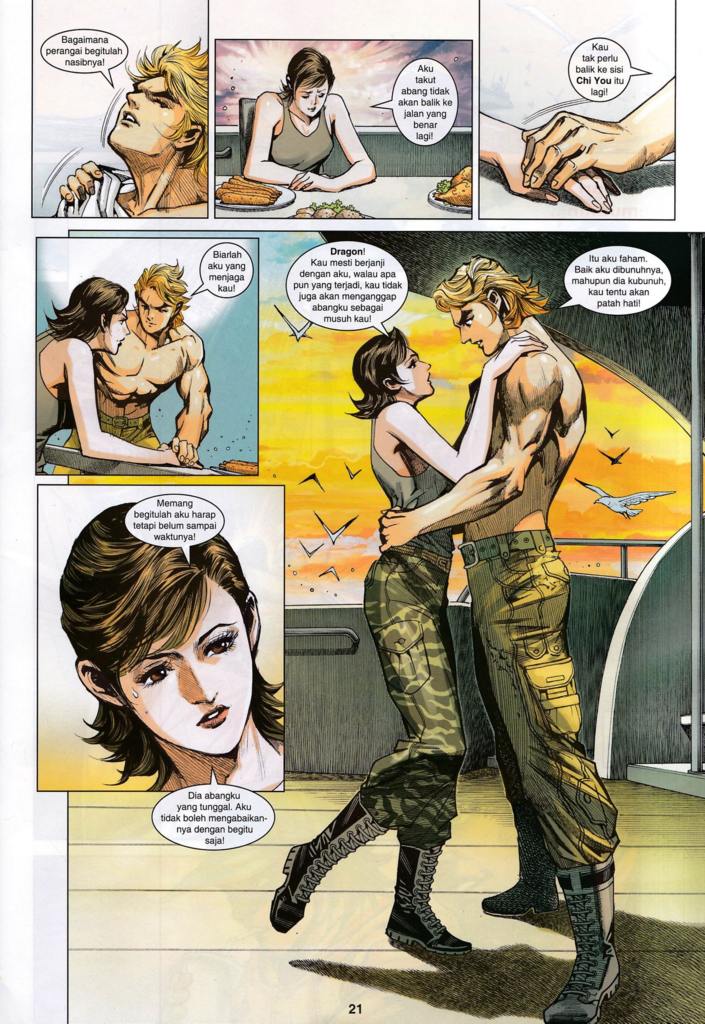 Bagaimana
perangai begitulah
nasibnya!
Aku
takut
abang tidak
akan balik ke
jalan yang
benar
lagi!
Kau
tak perlu
balik ke sisi
Chi You itu
lagi!
Biarlah
aku yang
menjaga
kau!
Dragon!
Kau mesti berjanji
dengan aku, walau apa
pun yang terjadi, kau tidak
juga akan menganggap
abangku sebagai
musuh kau!
Itu aku faham.
Baik aku dibunuhnya,
mahupun dia kubunuh,
kau tentu akan
patah hati!
Memang
begitulah aku harap
tetapi belum sampai
waktunya!
Dia abangku
yang tunggal. Aku
tidak boleh mengabaikan-
nya dengan begitu
saja!
21